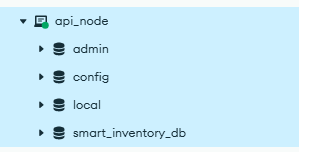 api_node
admin
config
local
smart_inventory_db